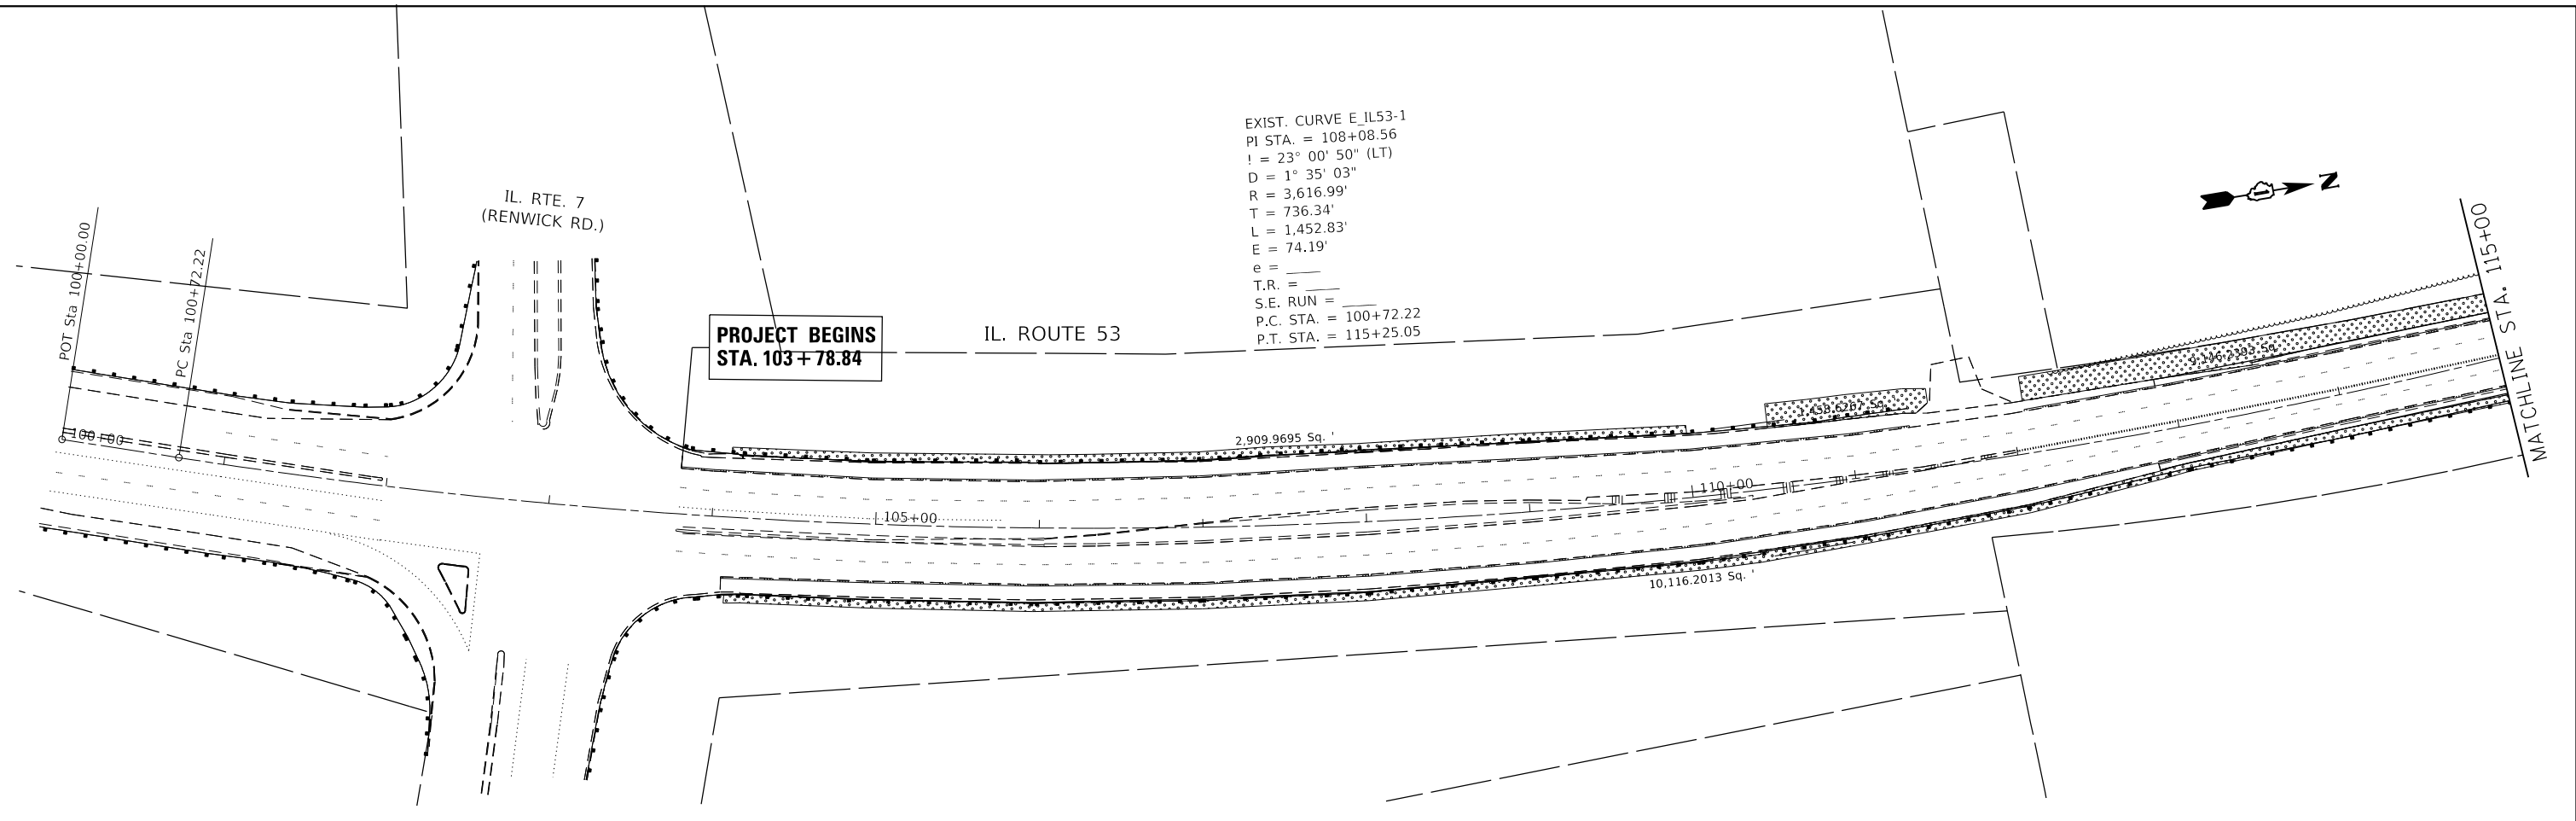 EXIST. CURVE E_IL53-1
PI STA. = 108+08.56
! = 23° 00' 50" (LT)
D = 1° 35' 03"
R = 3,616.99'
T = 736.34'
L = 1,452.83'
E = 74.19'
e = ____
T.R. = ____
S.E. RUN = ____
P.C. STA. = 100+72.22
P.T. STA. = 115+25.05
IL. RTE. 7
(RENWICK RD.)
N
POT Sta 100+00.00
PC Sta 100+72.22
PROJECT BEGINS
STA. 103+78.84
IL. ROUTE 53
MATCHLINE STA. 115+00
100+00
2,909.9695 Sq. '
110+00
105+00
10,116.2013 Sq. '